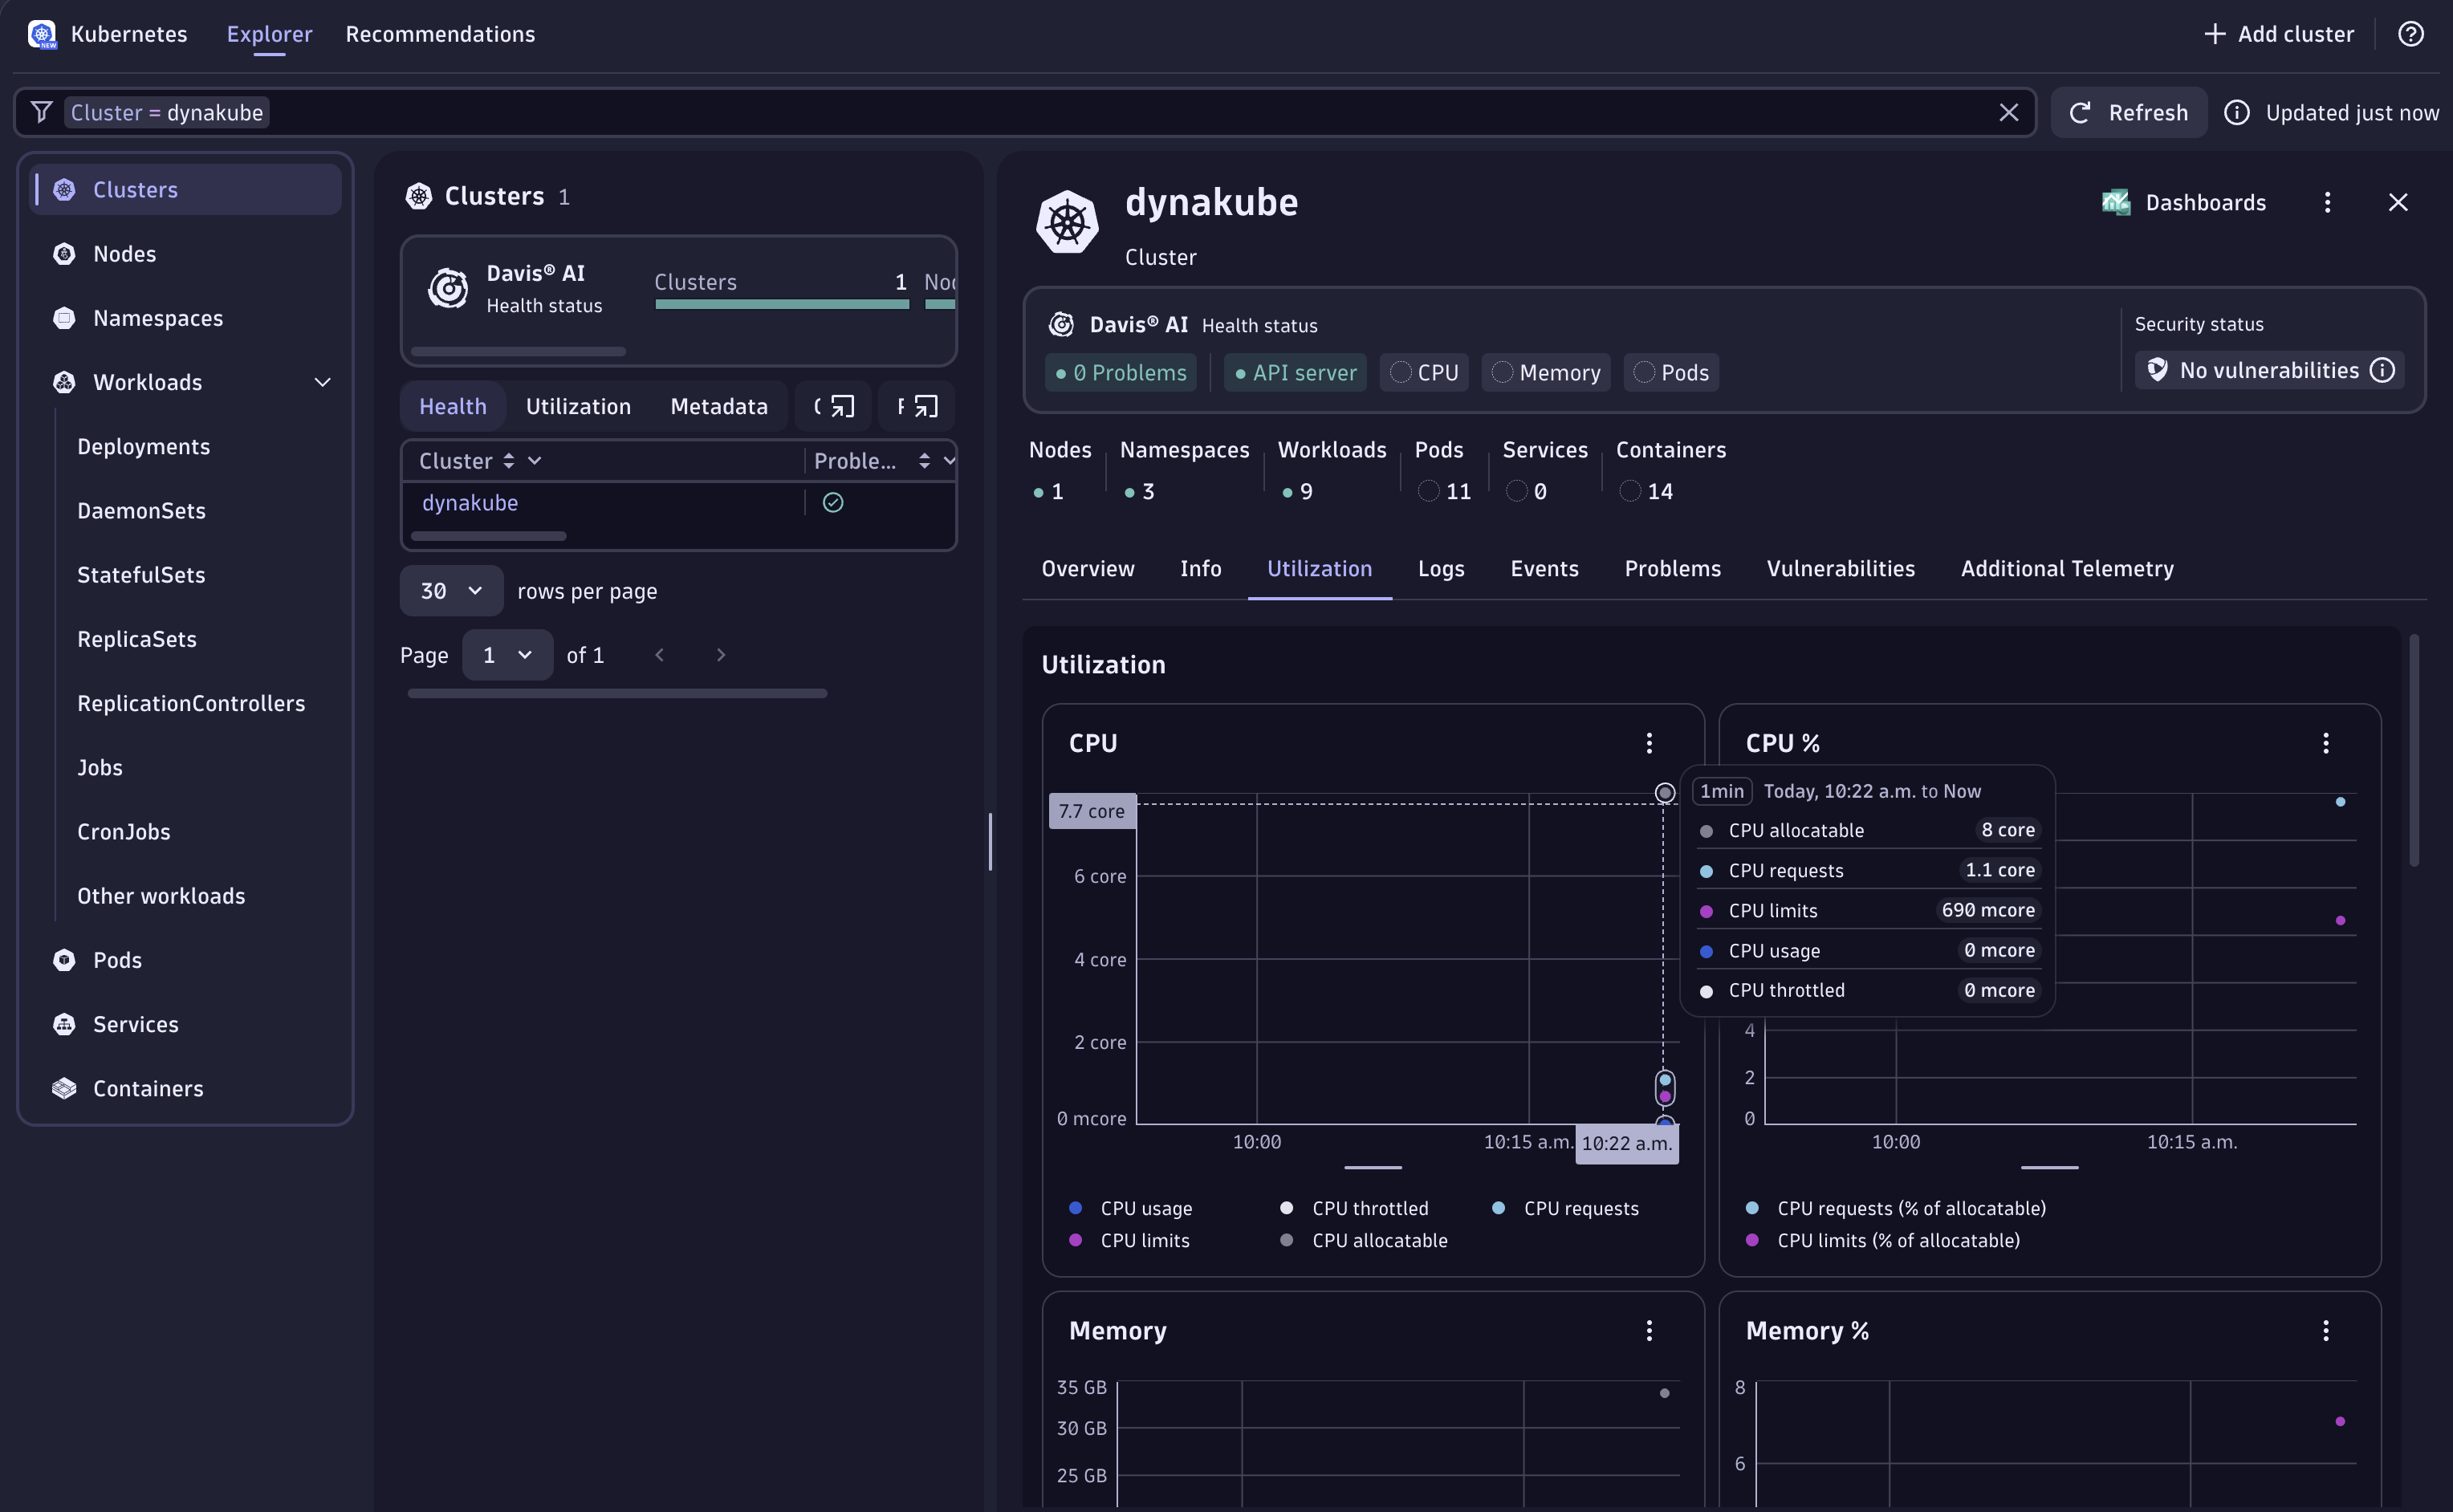 Kubernetes Explorer Recommendations Add cluster
NEW
Cluster = dynakube Refresh Updated just now
Clusters
Nodes
Namespaces
Workloads
Deployments
DaemonSets
StatefulSets
ReplicaSets
ReplicationControllers
Jobs
CronJobs
Other workloads
Pods
Services
Containers
Clusters 1
Davis® AI
Health status
Clusters 1
Health Utilization Metadata
Cluster Proble...
dynakube
30 rows per page
Page 1 of 1
dynakube
Cluster
Dashboards
Davis® AI Health status
0 Problems API server CPU Memory Pods
Security status
No vulnerabilities
Nodes Namespaces Workloads Pods Services Containers
1 3 9 11 0 14
Overview Info Utilization Logs Events Problems Vulnerabilities Additional Telemetry
Utilization
CPU
7.7 core
6 core
4 core
2 core
0 mcore
10:00 10:15 a.m. 10:22 a.m.
CPU usage CPU throttled CPU requests
CPU limits CPU allocatable
1min Today, 10:22 a.m. to Now
CPU allocatable 8 core
CPU requests 1.1 core
CPU limits 690 mcore
CPU usage 0 mcore
CPU throttled 0 mcore
CPU %
4
2
0
10:00 10:15 a.m.
CPU requests (% of allocatable)
CPU limits (% of allocatable)
Memory
35 GB
30 GB
25 GB
Memory %
8
6